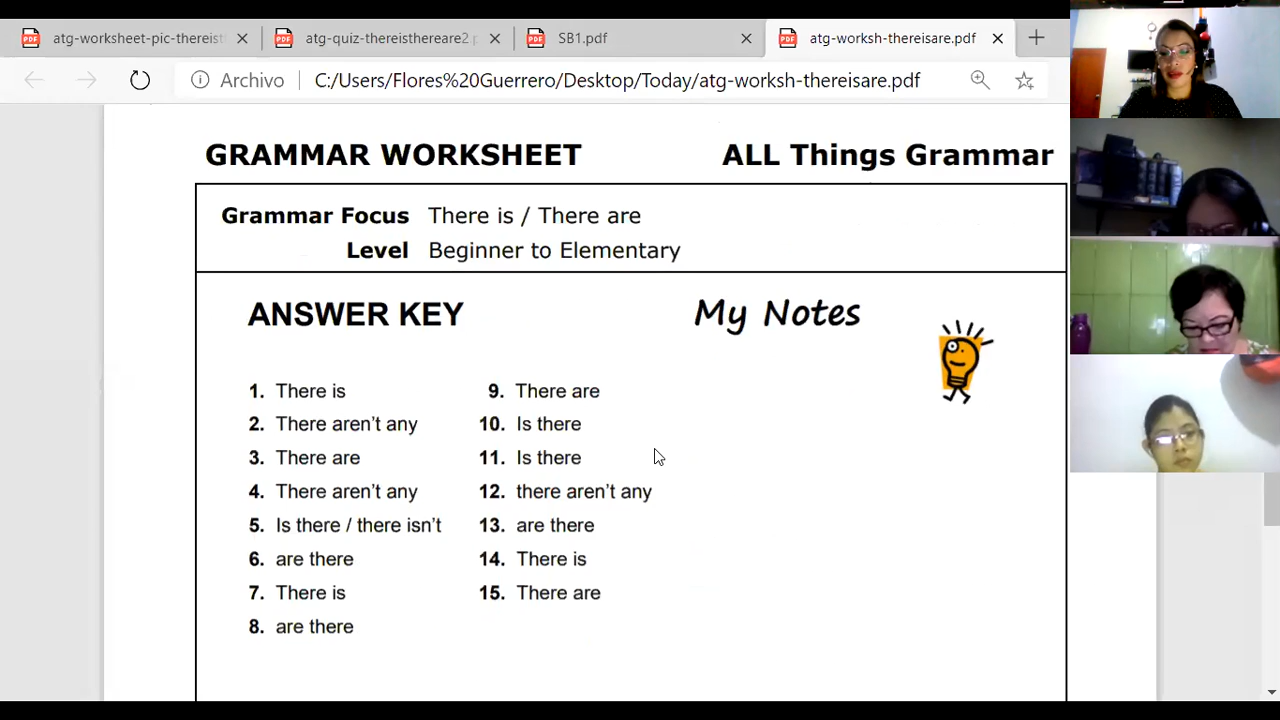 atg-worksheet-pic-thereist
atg-quiz-thereisthereare2
SB1.pdf
atg-worksh-thereisare.pdf
Archivo
C:/Users/Flores%20Guerrero/Desktop/Today/atg-worksh-thereisare.pdf
GRAMMAR WORKSHEET
ALL Things Grammar
Grammar Focus There is / There are
Level Beginner to Elementary
ANSWER KEY
My Notes
1. There is
2. There aren't any
3. There are
4. There aren't any
5. Is there / there isn't
6. are there
7. There is
8. are there
9. There are
10. Is there
11. Is there
12. there aren't any
13. are there
14. There is
15. There are